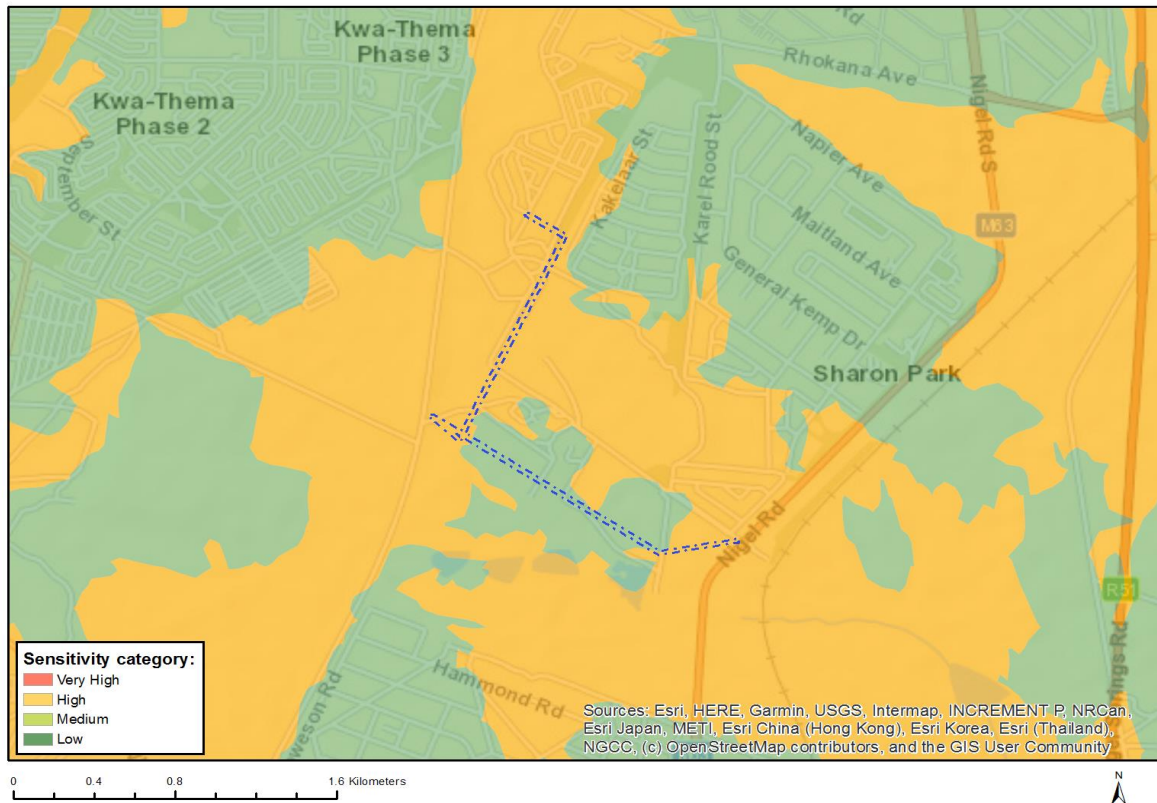 Kwa-Thema
Phase 3
Rd
Rhokana Ave
Kwa-Thema
Phase 2
Nigel Rd S
September St
Kakelaar St
Karel Rood St
Napier Ave
M63
Maitland Ave
General Kemp Dr
Sharon Park
Nigel Rd
R51
Hammond Rd
Sensitivity category:
Very High
High
Medium
Low
Sources: Esri, HERE, Garmin, USGS, Intermap, INCREMENT P, NRCan,
Esri Japan, METI, Esri China (Hong Kong), Esri Korea, Esri (Thailand),
NGCC, (c) OpenStreetMap contributors, and the GIS User Community
0 0.4 0.8 1.6 Kilometers
N